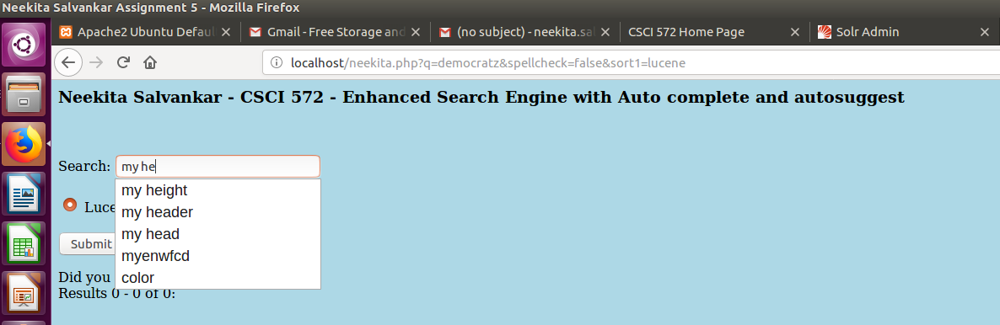 Neekita Salvankar Assignment 5 - Mozilla Firefox
Apache2 Ubuntu Defau
Gmail - Free Storage and
(no subject) - neekita.sal
CSCI 572 Home Page
Solr Admin
localhost/neekita.php?q=democratz&spellcheck=false&sort1=lucene
Neekita Salvankar - CSCI 572 - Enhanced Search Engine with Auto complete and autosuggest
Search: my he
my height
Luce my header
my head
Submit myenwfcd
Did you color
Results 0 - 0 of 0: